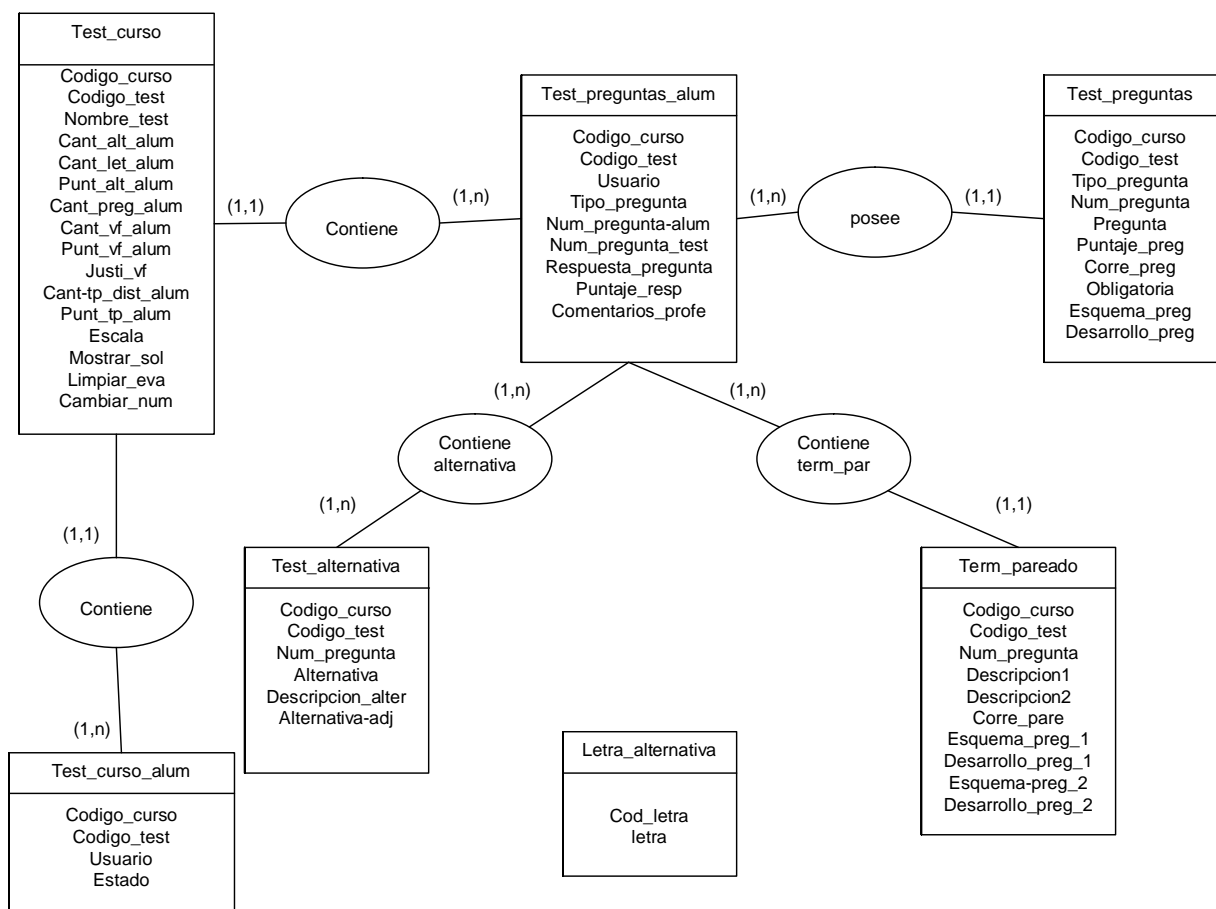 Test_curso
Codigo_curso
Codigo_test
Nombre_test
Cant_alt_alum
Cant_let_alum
Punt_alt_alum
Cant_preg_alum
Cant_vf_alum
Punt_vf_alum
Justi_vf
Cant-tp_dist_alum
Punt_tp_alum
Escala
Mostrar_sol
Limpiar_eva
Cambiar_num
(1,1)
Contiene
(1,n)
Test_preguntas_alum
Codigo_curso
Codigo_test
Usuario
Tipo_pregunta
Num_pregunta-alum
Num_pregunta_test
Respuesta_pregunta
Puntaje_resp
Comentarios_profe
(1,n)
posee
(1,1)
Test_preguntas
Codigo_curso
Codigo_test
Tipo_pregunta
Num_pregunta
Pregunta
Puntaje_preg
Corre_preg
Obligatoria
Esquema_preg
Desarrollo_preg
(1,n)
Contiene
alternativa
(1,n)
(1,n)
Contiene
term_par
(1,1)
(1,1)
Contiene
(1,n)
Test_curso_alum
Codigo_curso
Codigo_test
Usuario
Estado
Test_alternativa
Codigo_curso
Codigo_test
Num_pregunta
Alternativa
Descripcion_alter
Alternativa-adj
Letra_alternativa
Cod_letra
letra
Term_pareado
Codigo_curso
Codigo_test
Num_pregunta
Descripcion1
Descripcion2
Corre_pare
Esquema_preg_1
Desarrollo_preg_1
Esquema-preg_2
Desarrollo_preg_2